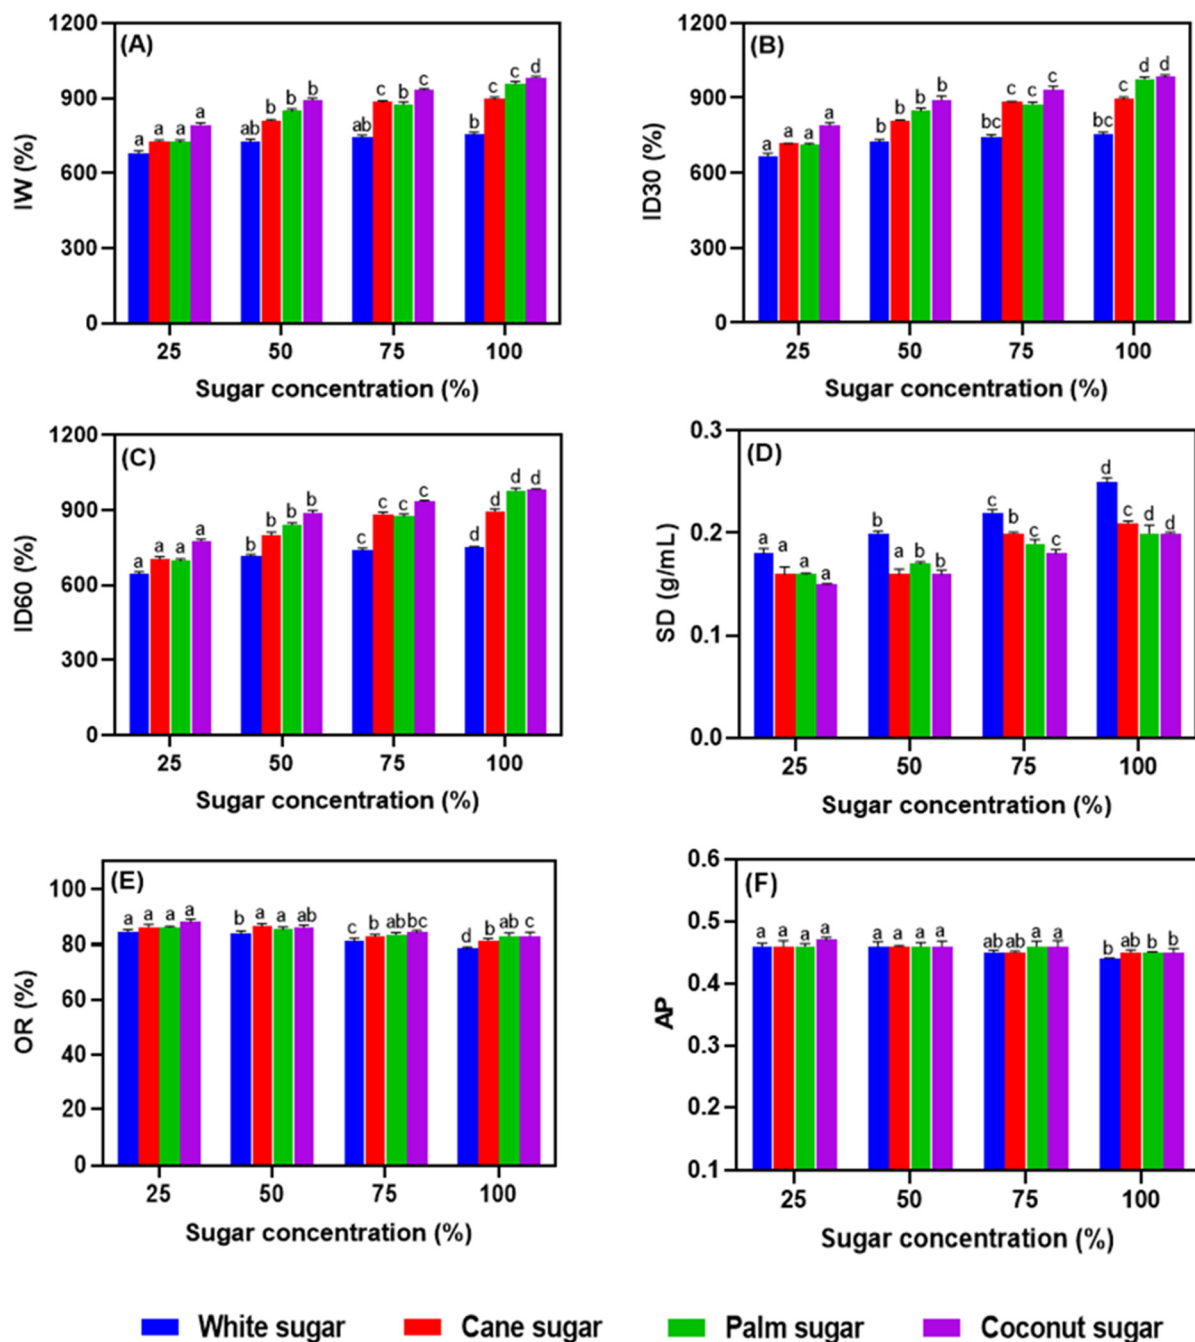 (A)
IW (%)
1200
900
600
300
0
a a a a
ab b b b
ab c b c
b c c d
25 50 75 100
Sugar concentration (%)
(B)
ID30 (%)
1200
900
600
300
0
a a a a
b b b b
bc c c c
bc c d d
25 50 75 100
Sugar concentration (%)
(C)
ID60 (%)
1200
900
600
300
0
a a a a
b b b b
c c c c
d d d d
25 50 75 100
Sugar concentration (%)
(D)
SD (g/mL)
0.3
0.2
0.1
0.0
a a a a
b a b b
c b c c
d c d d
25 50 75 100
Sugar concentration (%)
(E)
OR (%)
100
80
60
40
20
0
a a a a
b a a ab
c b ab bc
d b ab c
25 50 75 100
Sugar concentration (%)
(F)
AP
0.6
0.5
0.4
0.3
0.2
0.1
a a a a
a a a a
ab ab a a
b ab b b
25 50 75 100
Sugar concentration (%)
White sugar Cane sugar Palm sugar Coconut sugar